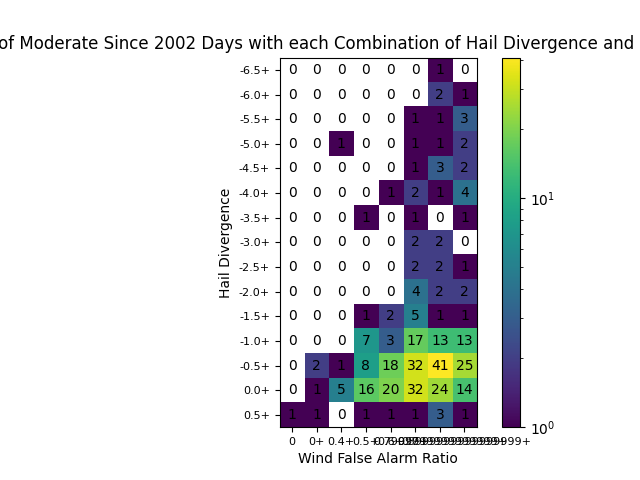 of Moderate Since 2002 Days with each Combination of Hail Divergence and
-6.5+ 0 0 0 0 0 0 1 0
-6.0+ 0 0 0 0 0 0 2 1
-5.5+ 0 0 0 0 0 1 1 3
-5.0+ 0 0 1 0 0 1 1 2
-4.5+ 0 0 0 0 0 1 3 2
-4.0+ 0 0 0 0 1 2 1 4
-3.5+ 0 0 0 1 0 1 0 1
-3.0+ 0 0 0 0 0 2 2 0
-2.5+ 0 0 0 0 0 2 2 1
-2.0+ 0 0 0 0 0 4 2 2
-1.5+ 0 0 0 1 2 5 1 1
-1.0+ 0 0 0 7 3 17 13 13
-0.5+ 0 2 1 8 18 32 41 25
0.0+ 0 1 5 16 20 32 24 14
0.5+ 1 1 0 1 1 1 3 1
0 0+ 0.4+ 0.5+
Wind False Alarm Ratio
Hail Divergence
10^1
10^0